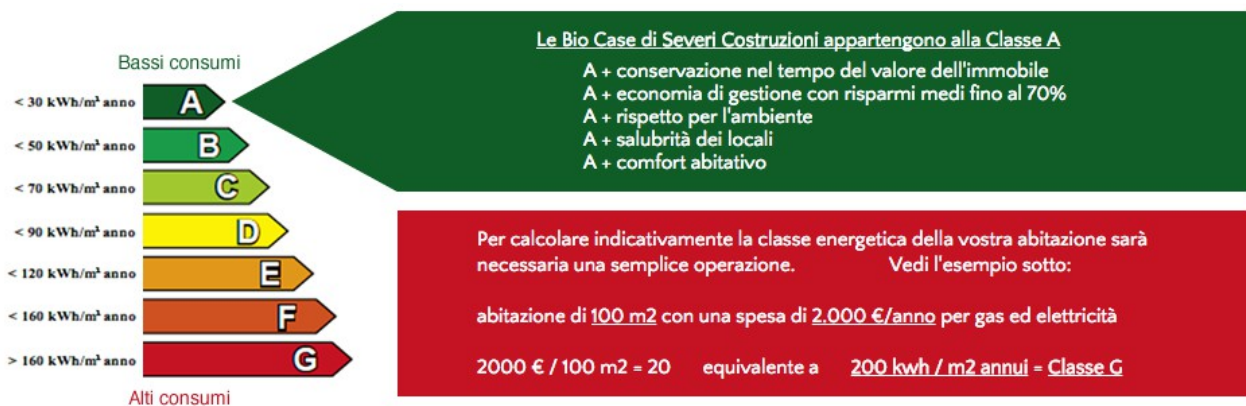 Bassi consumi
< 30 kWh/m² anno A
< 50 kWh/m² anno B
< 70 kWh/m² anno C
< 90 kWh/m² anno D
< 120 kWh/m² anno E
< 160 kWh/m² anno F
> 160 kWh/m² anno G
Alti consumi
Le Bio Case di Severi Costruzioni appartengono alla Classe A
A + conservazione nel tempo del valore dell'immobile
A + economia di gestione con risparmi medi fino al 70%
A + rispetto per l'ambiente
A + salubrità dei locali
A + comfort abitativo
Per calcolare indicativamente la classe energetica della vostra abitazione sarà
necessaria una semplice operazione. Vedi l'esempio sotto:
abitazione di 100 m2 con una spesa di 2.000 €/anno per gas ed elettricità
2000 € / 100 m2 = 20 equivalente a 200 kwh / m2 annui = Classe G